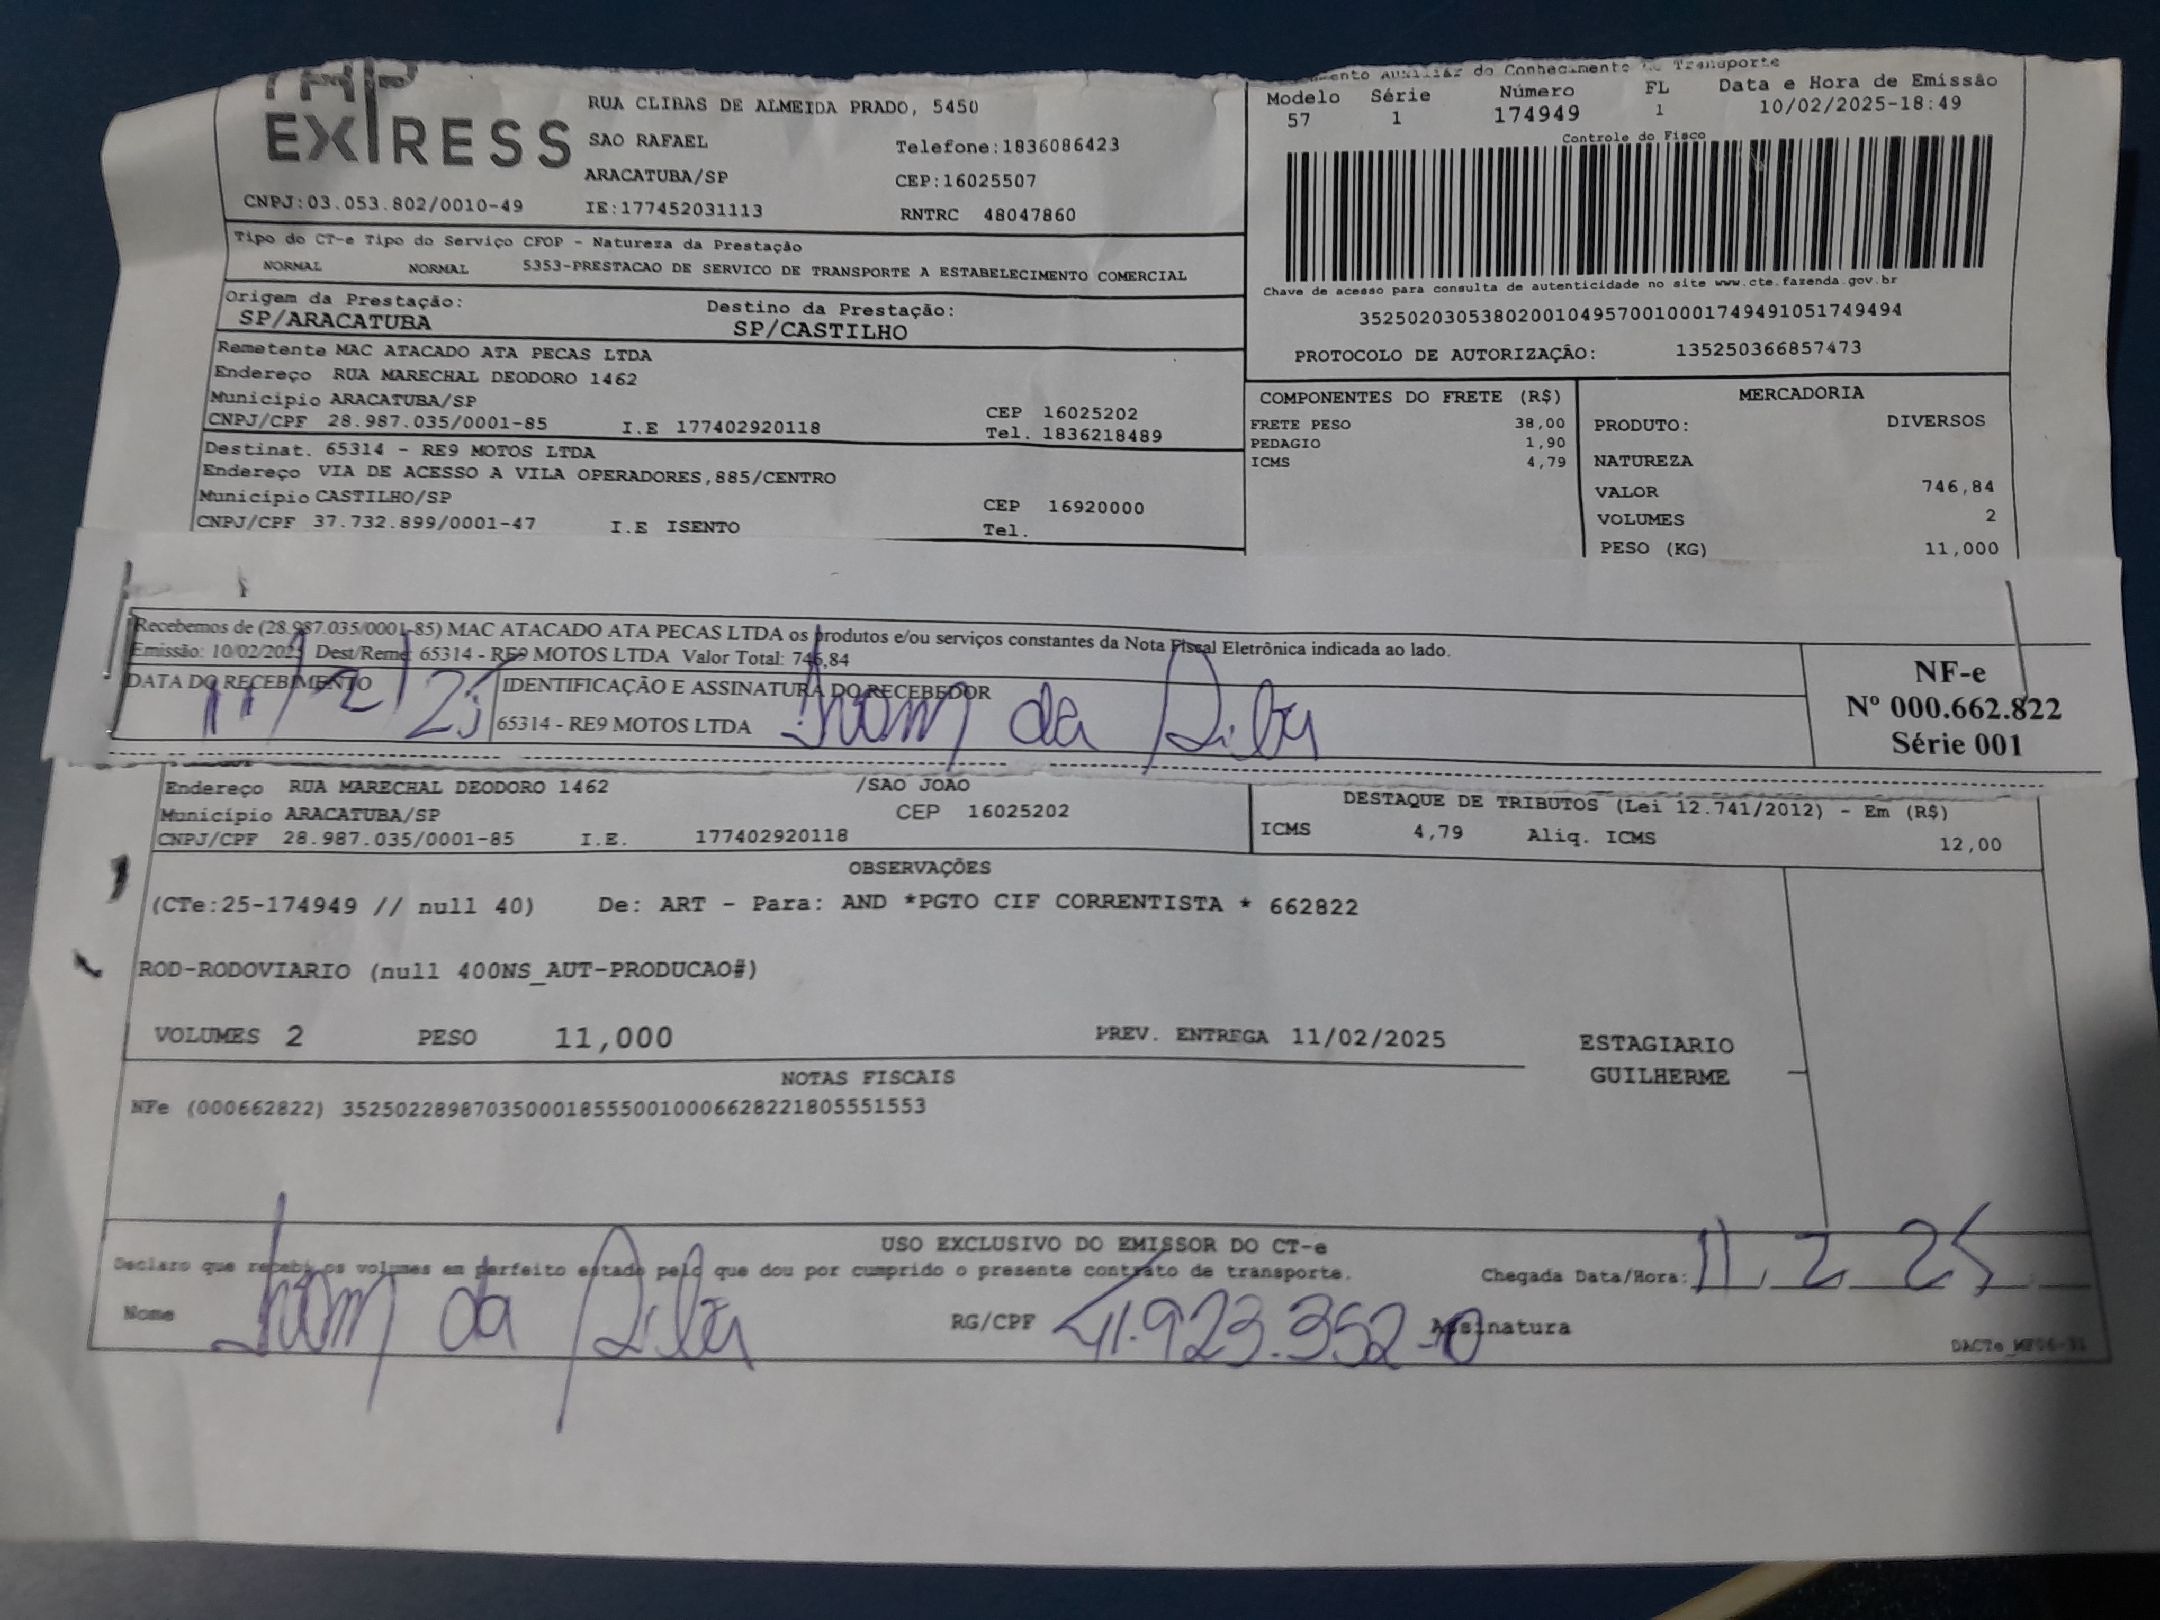 EXPRESS
RUA CLIBAS DE ALMEIDA PRADO, 5450
SAO RAFAEL Telefone:1836086423
ARACATUBA/SP CEP:16025507
CNPJ:03.053.802/0010-49 IE:177452031113 RNTRC 48047860
Tipo do CT-e Tipo do Serviço CFOP - Natureza da Prestação
NORMAL NORMAL 5353-PRESTACAO DE SERVICO DE TRANSPORTE A ESTABELECIMENTO COMERCIAL
Origem da Prestação: Destino da Prestação:
SP/ARACATUBA SP/CASTILHO
Remetente MAC ATACADO ATA PECAS LTDA
Endereço RUA MARECHAL DEODORO 1462
Município ARACATUBA/SP CEP 16025202
CNPJ/CPF 28.987.035/0001-85 I.E 177402920118 Tel. 1836218489
Destinat. 65314 - RE9 MOTOS LTDA
Endereço VIA DE ACESSO A VILA OPERADORES,885/CENTRO
Município CASTILHO/SP CEP 16920000
CNPJ/CPF 37.732.899/0001-47 I.E ISENTO Tel.
Auxiliar do Conhecimento Transporte
Modelo Série Número FL Data e Hora de Emissão
57 1 174949 1 10/02/2025-18:49
Controle do Fisco
Chave de acesso para consulta de autenticidade no site www.cte.fazenda.gov.br
35250203053802001049570010001749491051749494
PROTOCOLO DE AUTORIZAÇÃO: 135250366857473
COMPONENTES DO FRETE (R$)
FRETE PESO 38,00
PEDAGIO 1,90
ICMS 4,79
MERCADORIA
PRODUTO: DIVERSOS
NATUREZA
VALOR 746,84
VOLUMES 2
PESO (KG) 11,000
Recebemos de (28.987.035/0001-85) MAC ATACADO ATA PECAS LTDA os produtos e/ou serviços constantes da Nota Fiscal Eletrônica indicada ao lado.
Emissão: 10/02/2025 Dest/Reme: 65314 - RE9 MOTOS LTDA Valor Total: 746,84
DATA DO RECEBIMENTO IDENTIFICAÇÃO E ASSINATURA DO RECEBEDOR
11/2/25 65314 - RE9 MOTOS LTDA da Silva
NF-e
Nº 000.662.822
Série 001
Endereço RUA MARECHAL DEODORO 1462 /SAO JOAO
Município ARACATUBA/SP CEP 16025202
CNPJ/CPF 28.987.035/0001-85 I.E. 177402920118
DESTAQUE DE TRIBUTOS (Lei 12.741/2012) - Em (R$)
ICMS 4,79 Aliq. ICMS 12,00
OBSERVAÇÕES
(CTe:25-174949 // null 40) De: ART - Para: AND *PGTO CIF CORRENTISTA * 662822
ROD-RODOVIARIO (null 400NS_AUT-PRODUCAO#)
VOLUMES 2 PESO 11,000 PREV. ENTREGA 11/02/2025
ESTAGIARIO
GUILHERME
NOTAS FISCAIS
NFe (000662822) 35250228987035000185550010006628221805551553
USO EXCLUSIVO DO EMISSOR DO CT-e
Declaro que recebi os volumes em perfeito estado pelo que dou por cumprido o presente contrato de transporte. Chegada Data/Hora: 11 2 25
Nome da Silva RG/CPF 41.923.352-0 Assinatura